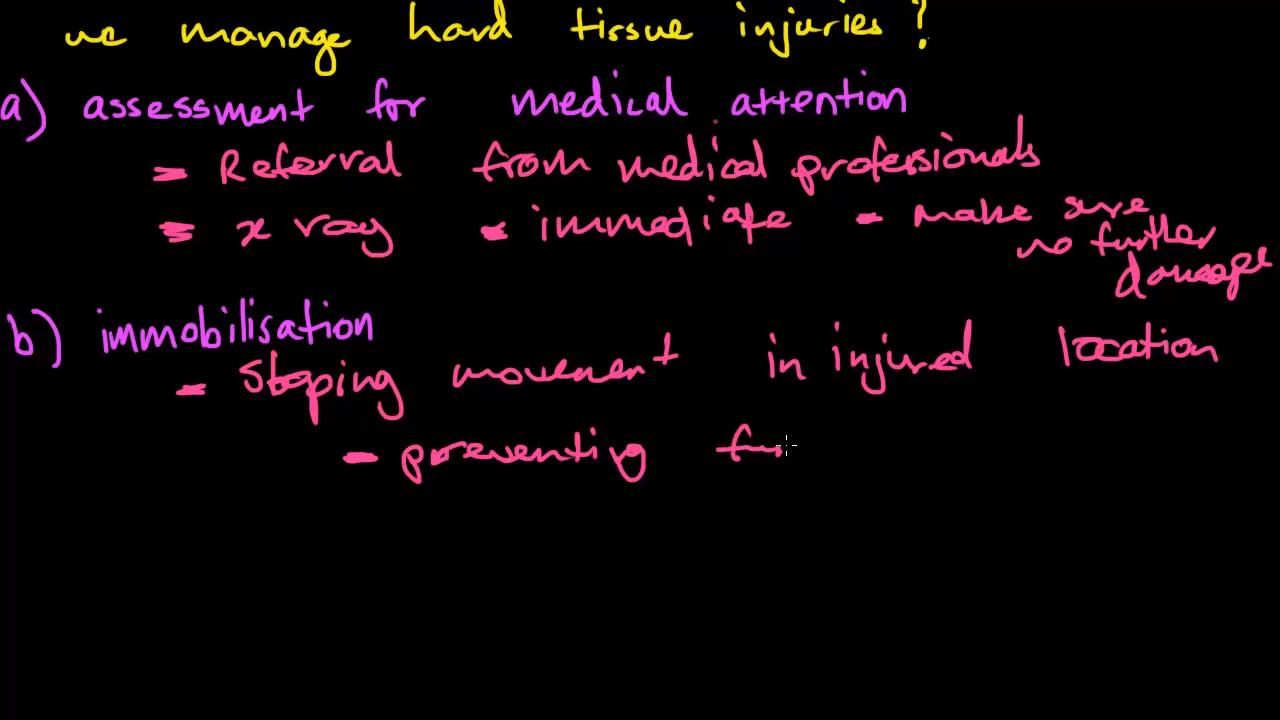 we manage hard tissue injuries?
a) assessment for medical attention
- Referral from medical professionals
- x ray - immediate - make sure
no further
damage
b) immobilisation
- Stoping movement in injured location
- preventing fur